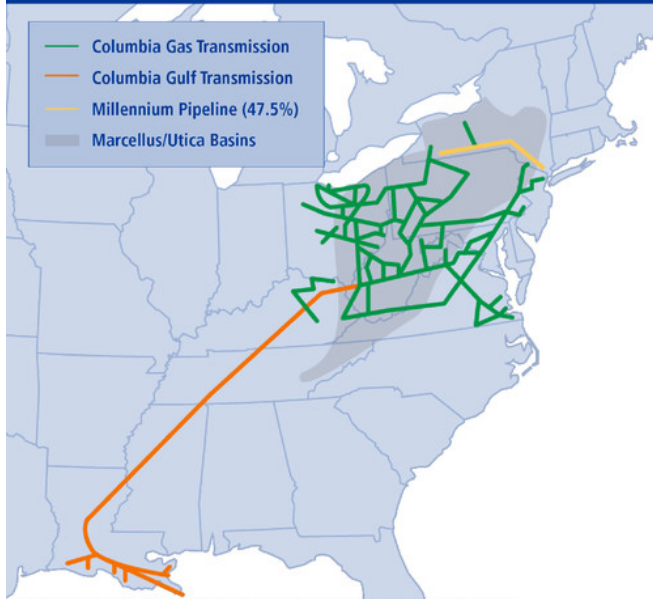 Columbia Gas Transmission
Columbia Gulf Transmission
Millennium Pipeline (47.5%)
Marcellus/Utica Basins